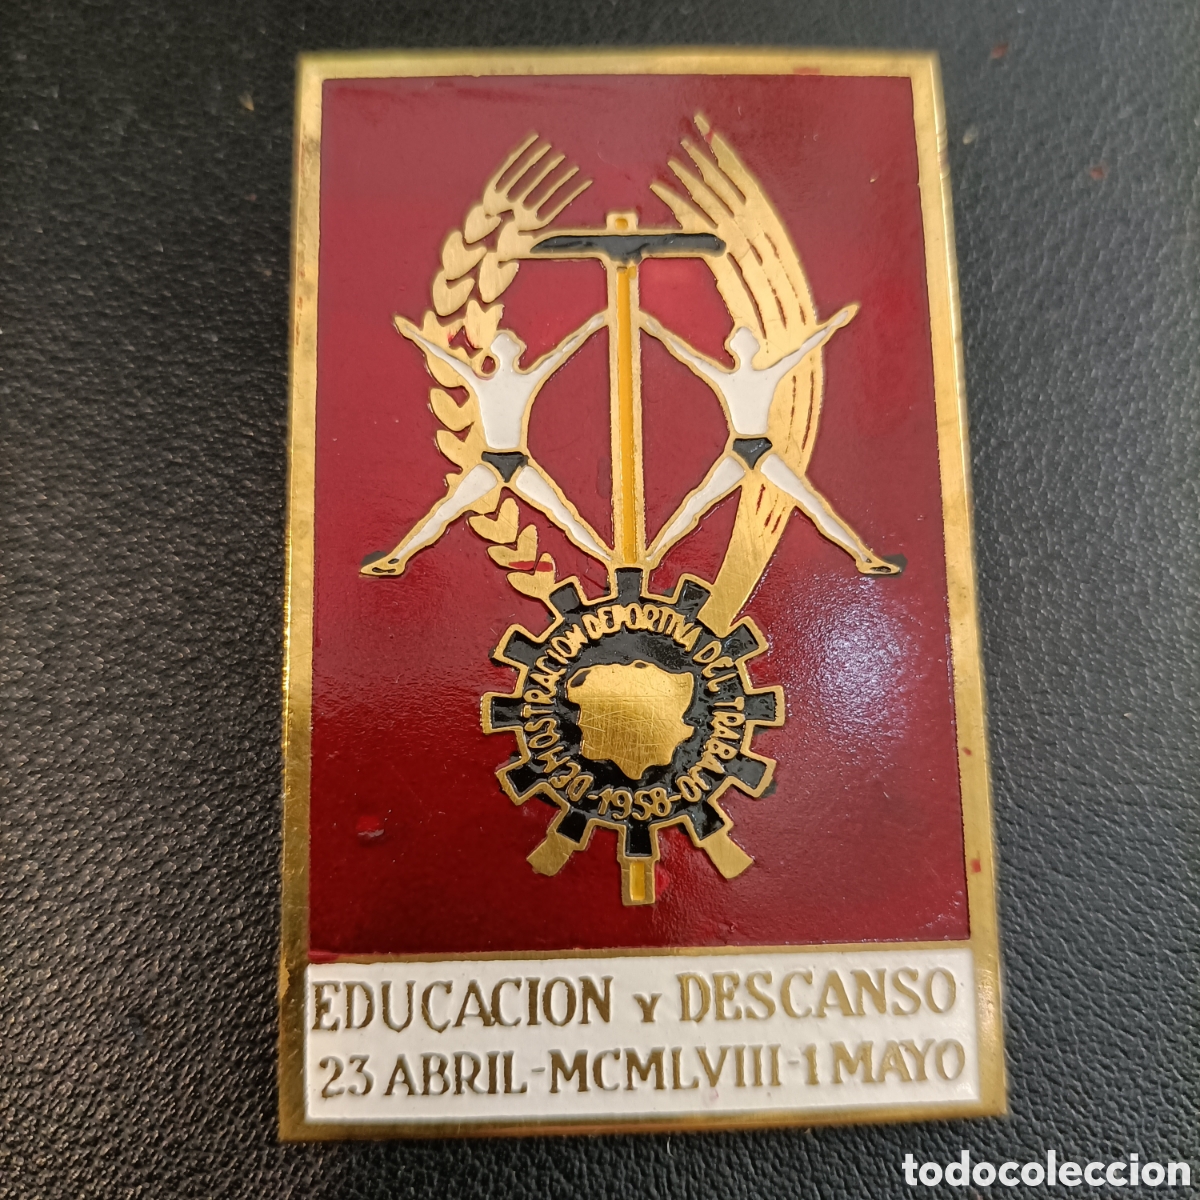 DEMOSTRACION DEPORTIVA DEL TRABAJO
-1958-
EDUCACION Y DESCANSO
23 ABRIL-MCMLVIII-1 MAYO
todocoleccion